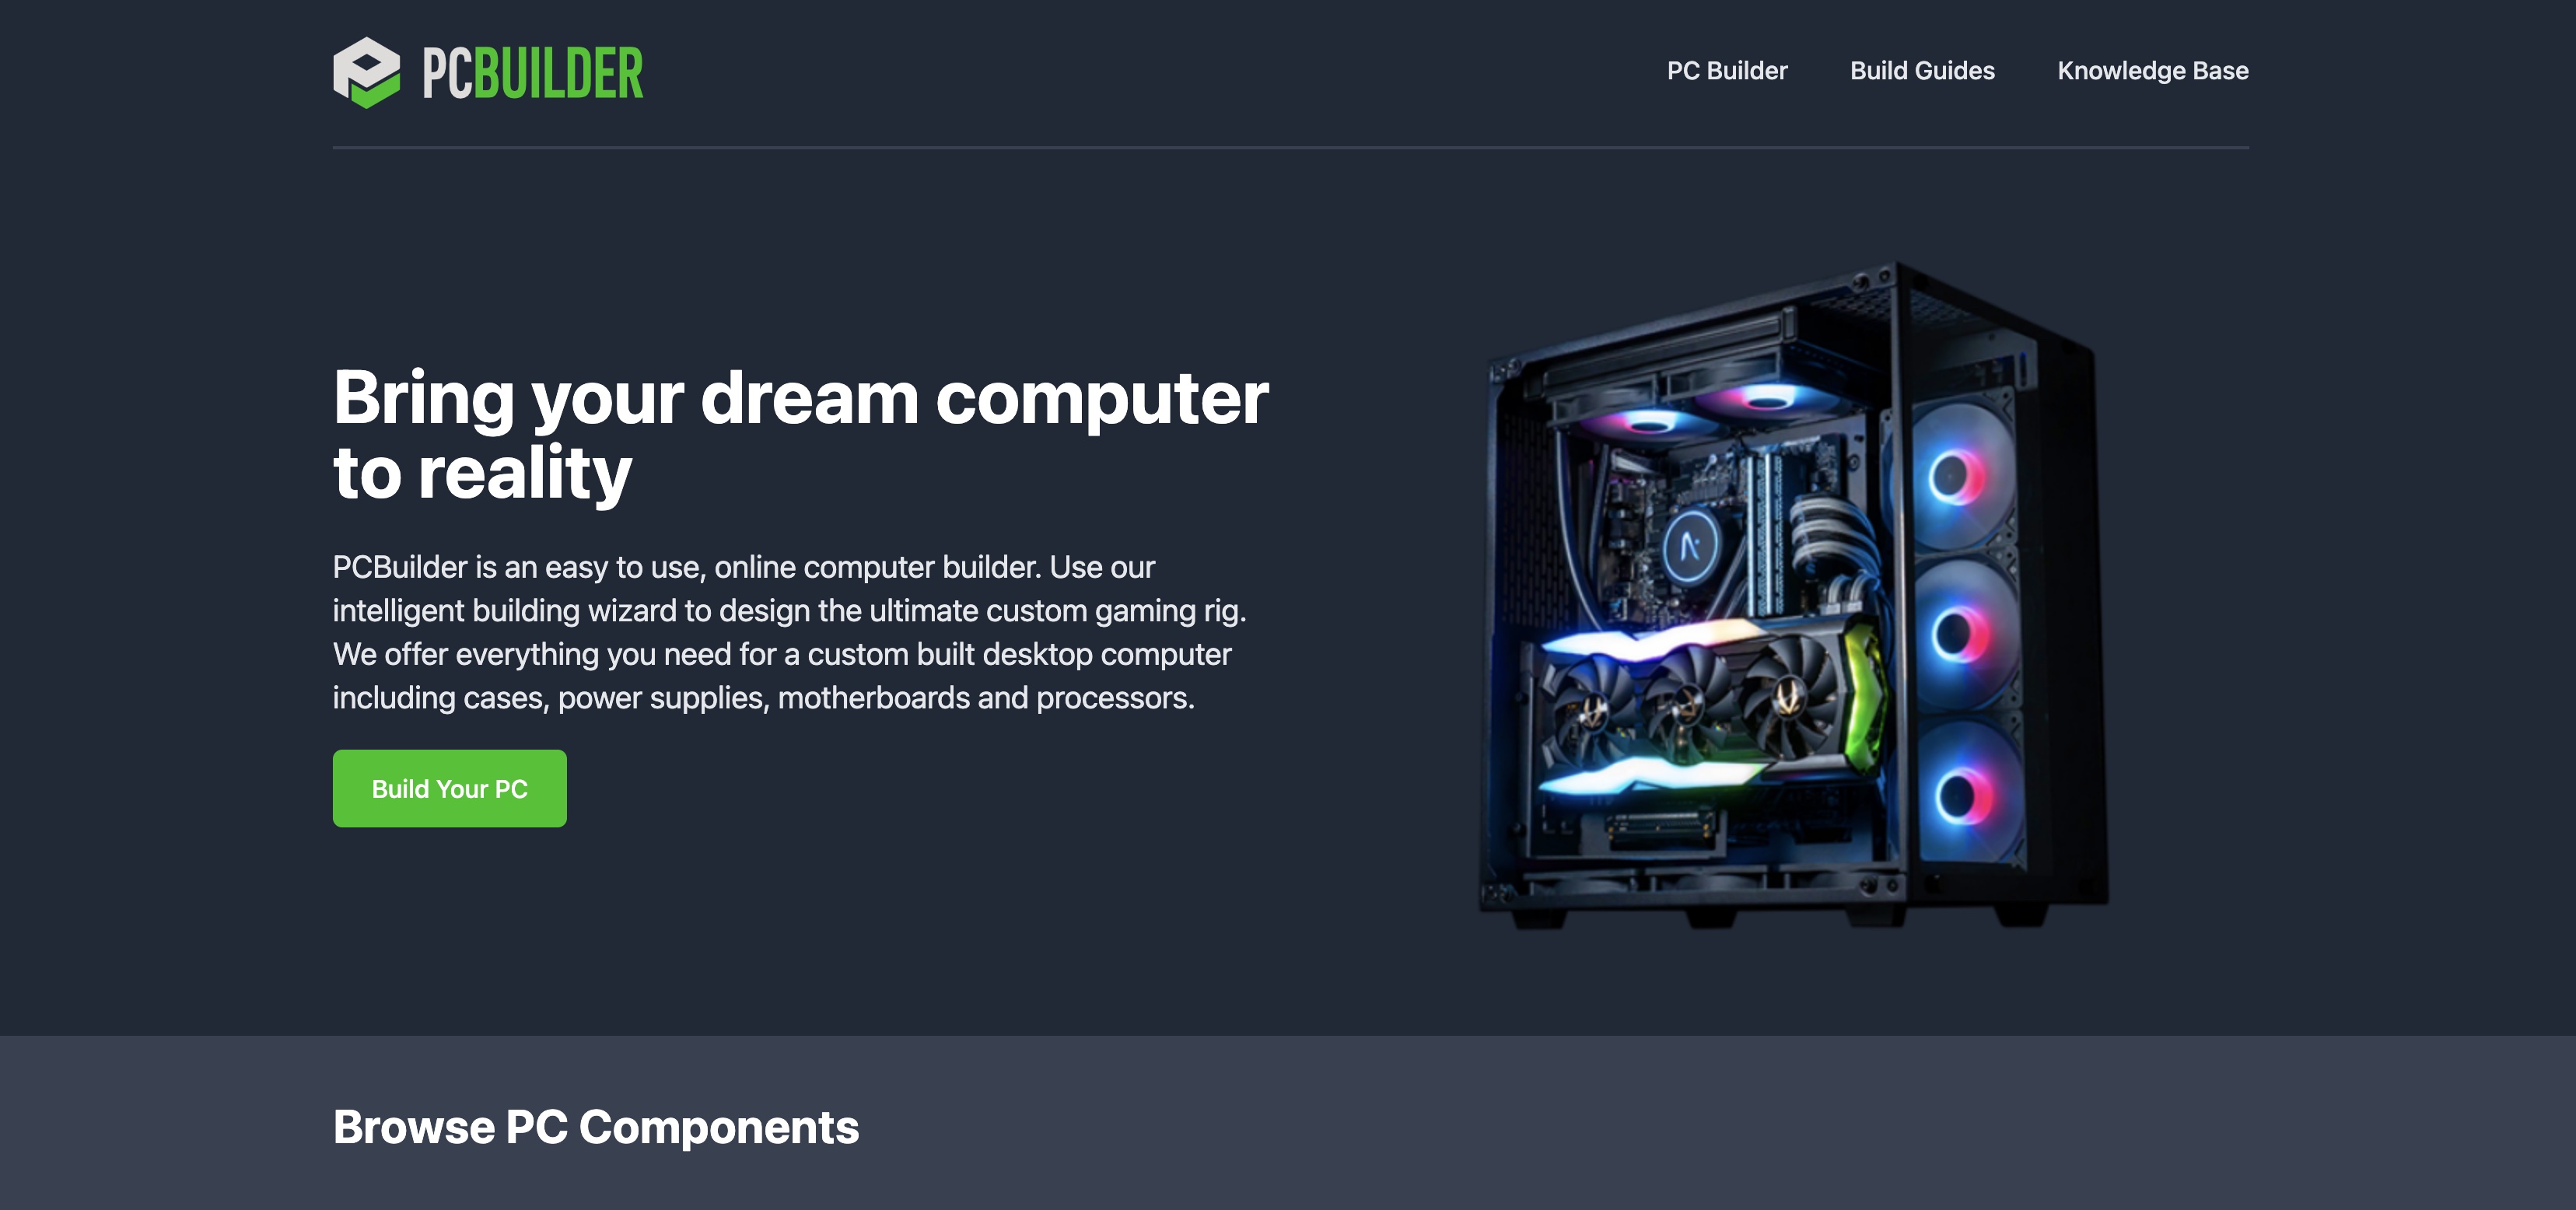 PCBUILDER
PC Builder
Build Guides
Knowledge Base
Bring your dream computer
to reality
PCBuilder is an easy to use, online computer builder. Use our
intelligent building wizard to design the ultimate custom gaming rig.
We offer everything you need for a custom built desktop computer
including cases, power supplies, motherboards and processors.
Build Your PC
Browse PC Components